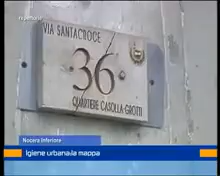 VIA SANTACROCE
36
QUARTIERE CASOLLA-GROTTI
Nocera Inferiore
Igiene urbana:la mappa